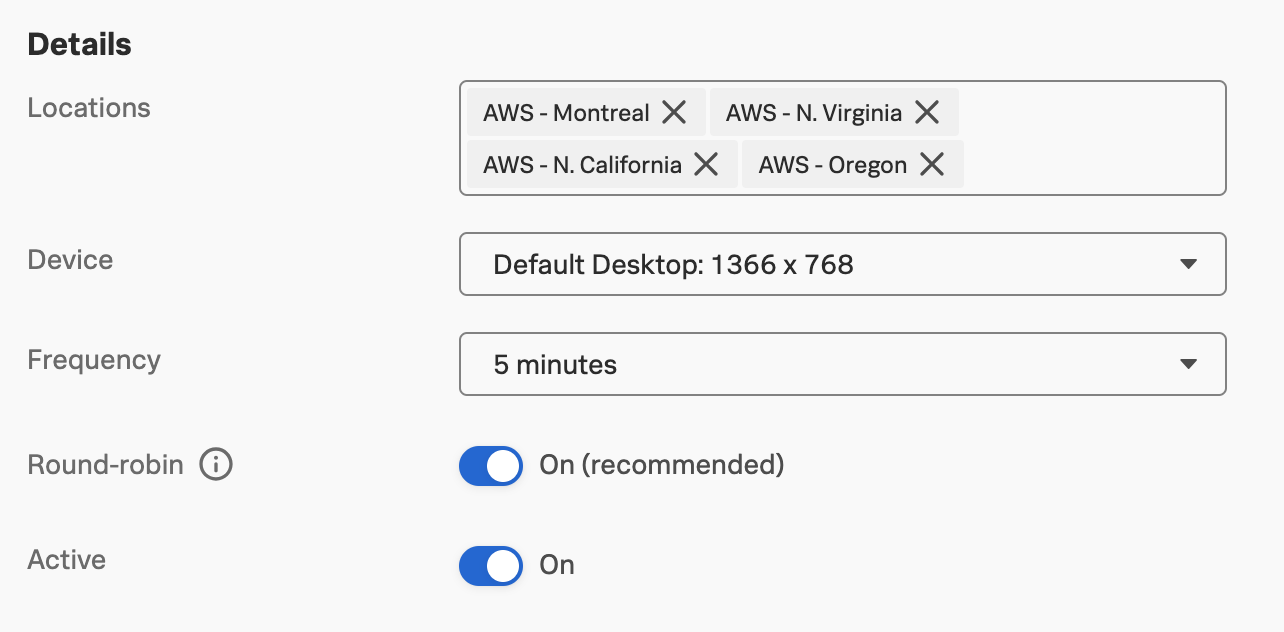 Details
Locations
AWS - Montreal
AWS - N. Virginia
AWS - N. California
AWS - Oregon
Device
Default Desktop: 1366 x 768
Frequency
5 minutes
Round-robin
On (recommended)
Active
On